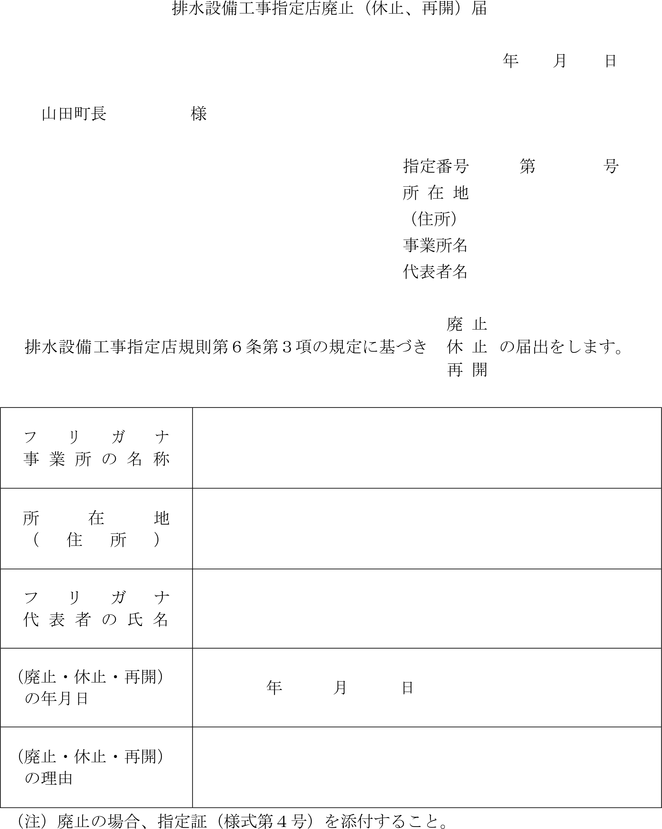 排水設備工事指定店廃止（休止、再開）届
年　月　日
山田町長　様
指定番号　第　号
所在地
（住所）
事業所名
代表者名
廃止
排水設備工事指定店規則第６条第３項の規定に基づき　休止　の届出をします。
再開
フリガナ
事業所の名称
所在地
（住所）
フリガナ
代表者の氏名
（廃止・休止・再開）
の年月日
年　月　日
（廃止・休止・再開）
の理由
（注）廃止の場合、指定証（様式第４号）を添付すること。